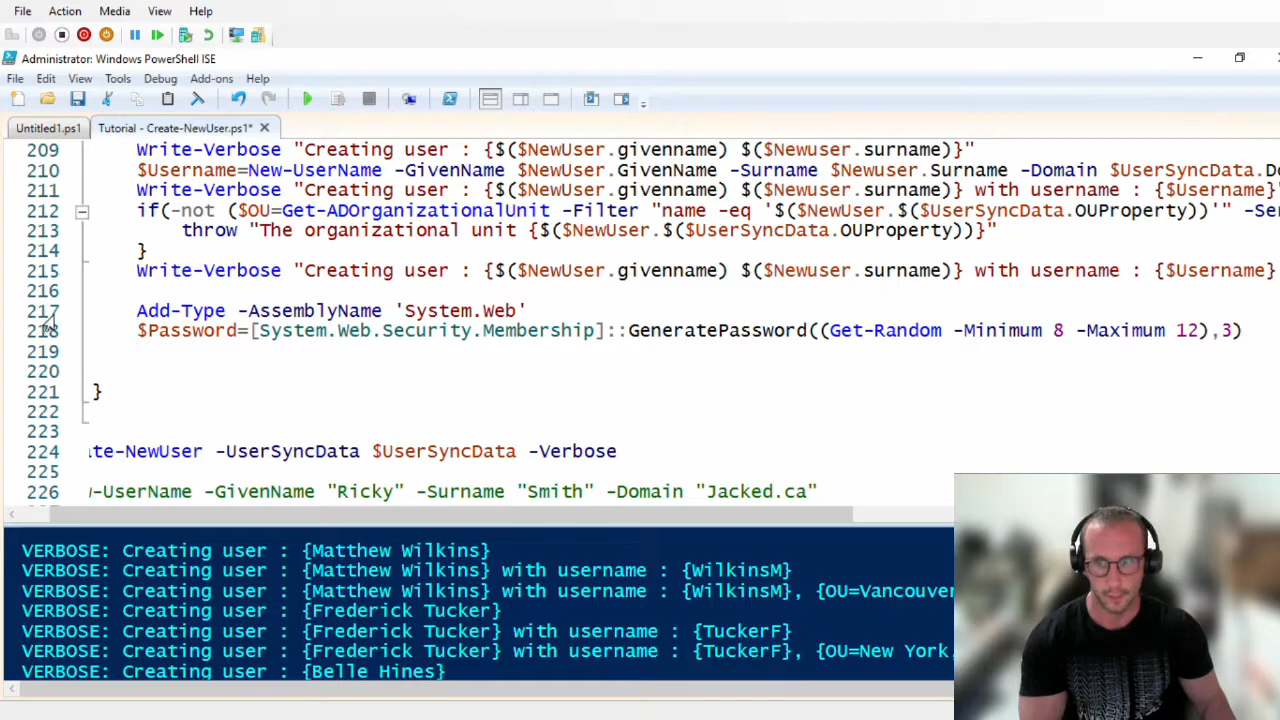 File Action Media View Help
Administrator: Windows PowerShell ISE
File Edit View Tools Debug Add-ons Help
Untitled1.ps1 Tutorial - Create-NewUser.ps1*
209 Write-Verbose "Creating user : {$($NewUser.givenname) $($Newuser.surname)}"
210 $Username=New-UserName -GivenName $NewUser.GivenName -Surname $Newuser.Surname -Domain $UserSyncData.Do
211 Write-Verbose "Creating user : {$($NewUser.givenname) $($Newuser.surname)} with username : {$Username}"
212 if(-not ($OU=Get-ADOrganizationalUnit -Filter "name -eq '$($NewUser.$($UserSyncData.OUProperty))'" -Ser
213 throw "The organizational unit {$($NewUser.$($UserSyncData.OUProperty))}"
214 }
215 Write-Verbose "Creating user : {$($NewUser.givenname) $($Newuser.surname)} with username : {$Username}
216
217 Add-Type -AssemblyName 'System.Web'
218 $Password=[System.Web.Security.Membership]::GeneratePassword((Get-Random -Minimum 8 -Maximum 12),3)
219
220
221 }
222
223
224 te-NewUser -UserSyncData $UserSyncData -Verbose
225
226 -UserName -GivenName "Ricky" -Surname "Smith" -Domain "Jacked.ca"
VERBOSE: Creating user : {Matthew Wilkins}
VERBOSE: Creating user : {Matthew Wilkins} with username : {WilkinsM}
VERBOSE: Creating user : {Matthew Wilkins} with username : {WilkinsM}, {OU=Vancouver
VERBOSE: Creating user : {Frederick Tucker}
VERBOSE: Creating user : {Frederick Tucker} with username : {TuckerF}
VERBOSE: Creating user : {Frederick Tucker} with username : {TuckerF}, {OU=New York,
VERBOSE: Creating user : {Belle Hines}